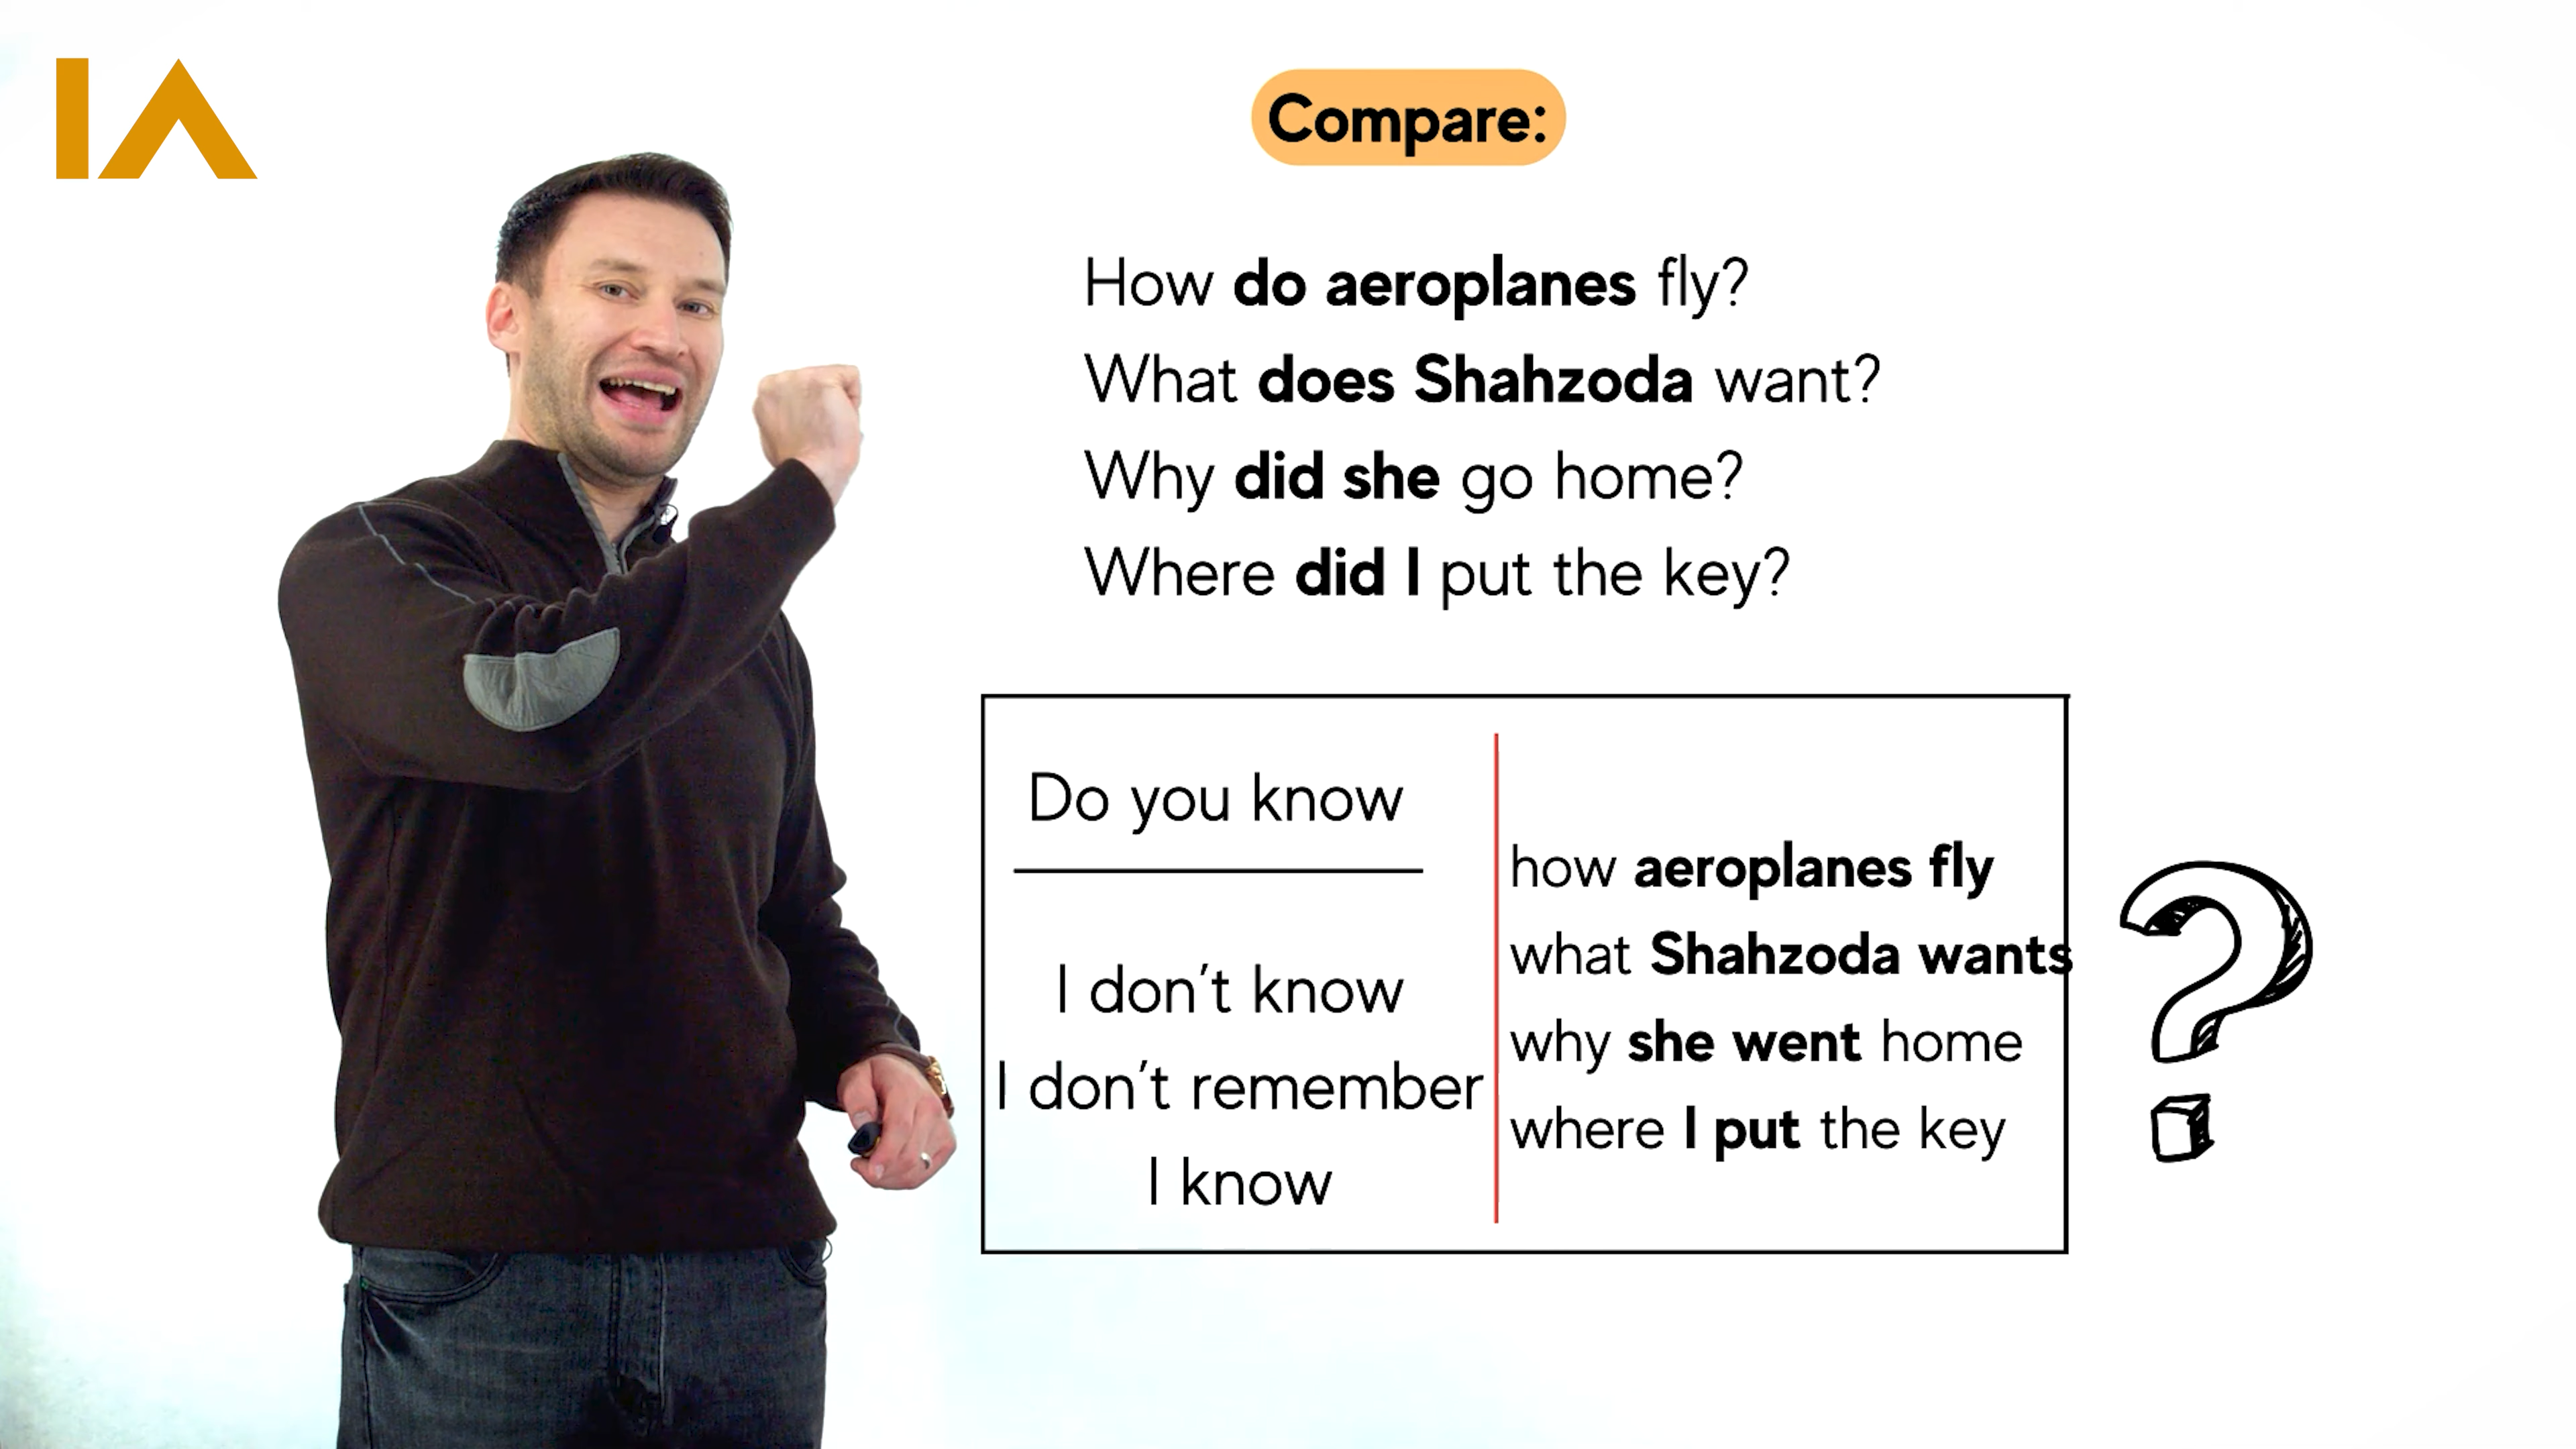 IA
Compare:
How do aeroplanes fly?
What does Shahzoda want?
Why did she go home?
Where did I put the key?
Do you know
I don't know
I don't remember
I know
how aeroplanes fly
what Shahzoda wants
why she went home
where I put the key
?